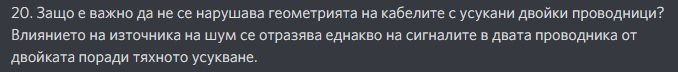 20. Защо е важно да не се нарушава геометрията на кабелите с усукани двойки проводници?
Влиянието на източника на шум се отразява еднакво на сигналите в двата проводника от
двойката поради тяхното усукване.